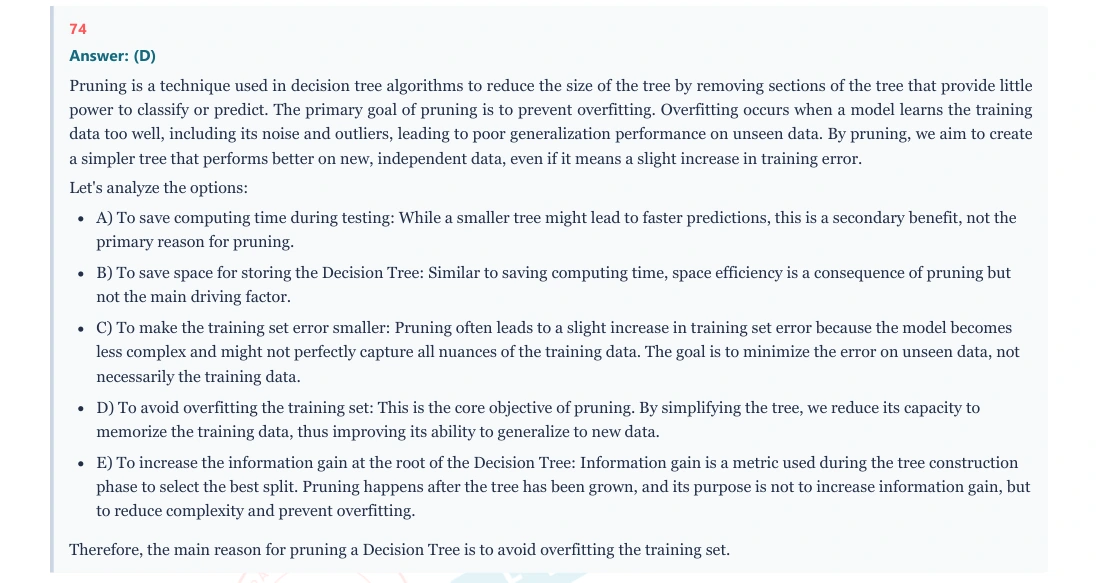 74
Answer: (D)
Pruning is a technique used in decision tree algorithms to reduce the size of the tree by removing sections of the tree that provide little
power to classify or predict. The primary goal of pruning is to prevent overfitting. Overfitting occurs when a model learns the training
data too well, including its noise and outliers, leading to poor generalization performance on unseen data. By pruning, we aim to create
a simpler tree that performs better on new, independent data, even if it means a slight increase in training error.
Let's analyze the options:
• A) To save computing time during testing: While a smaller tree might lead to faster predictions, this is a secondary benefit, not the
primary reason for pruning.
• B) To save space for storing the Decision Tree: Similar to saving computing time, space efficiency is a consequence of pruning but
not the main driving factor.
• C) To make the training set error smaller: Pruning often leads to a slight increase in training set error because the model becomes
less complex and might not perfectly capture all nuances of the training data. The goal is to minimize the error on unseen data, not
necessarily the training data.
• D) To avoid overfitting the training set: This is the core objective of pruning. By simplifying the tree, we reduce its capacity to
memorize the training data, thus improving its ability to generalize to new data.
• E) To increase the information gain at the root of the Decision Tree: Information gain is a metric used during the tree construction
phase to select the best split. Pruning happens after the tree has been grown, and its purpose is not to increase information gain, but
to reduce complexity and prevent overfitting.
Therefore, the main reason for pruning a Decision Tree is to avoid overfitting the training set.